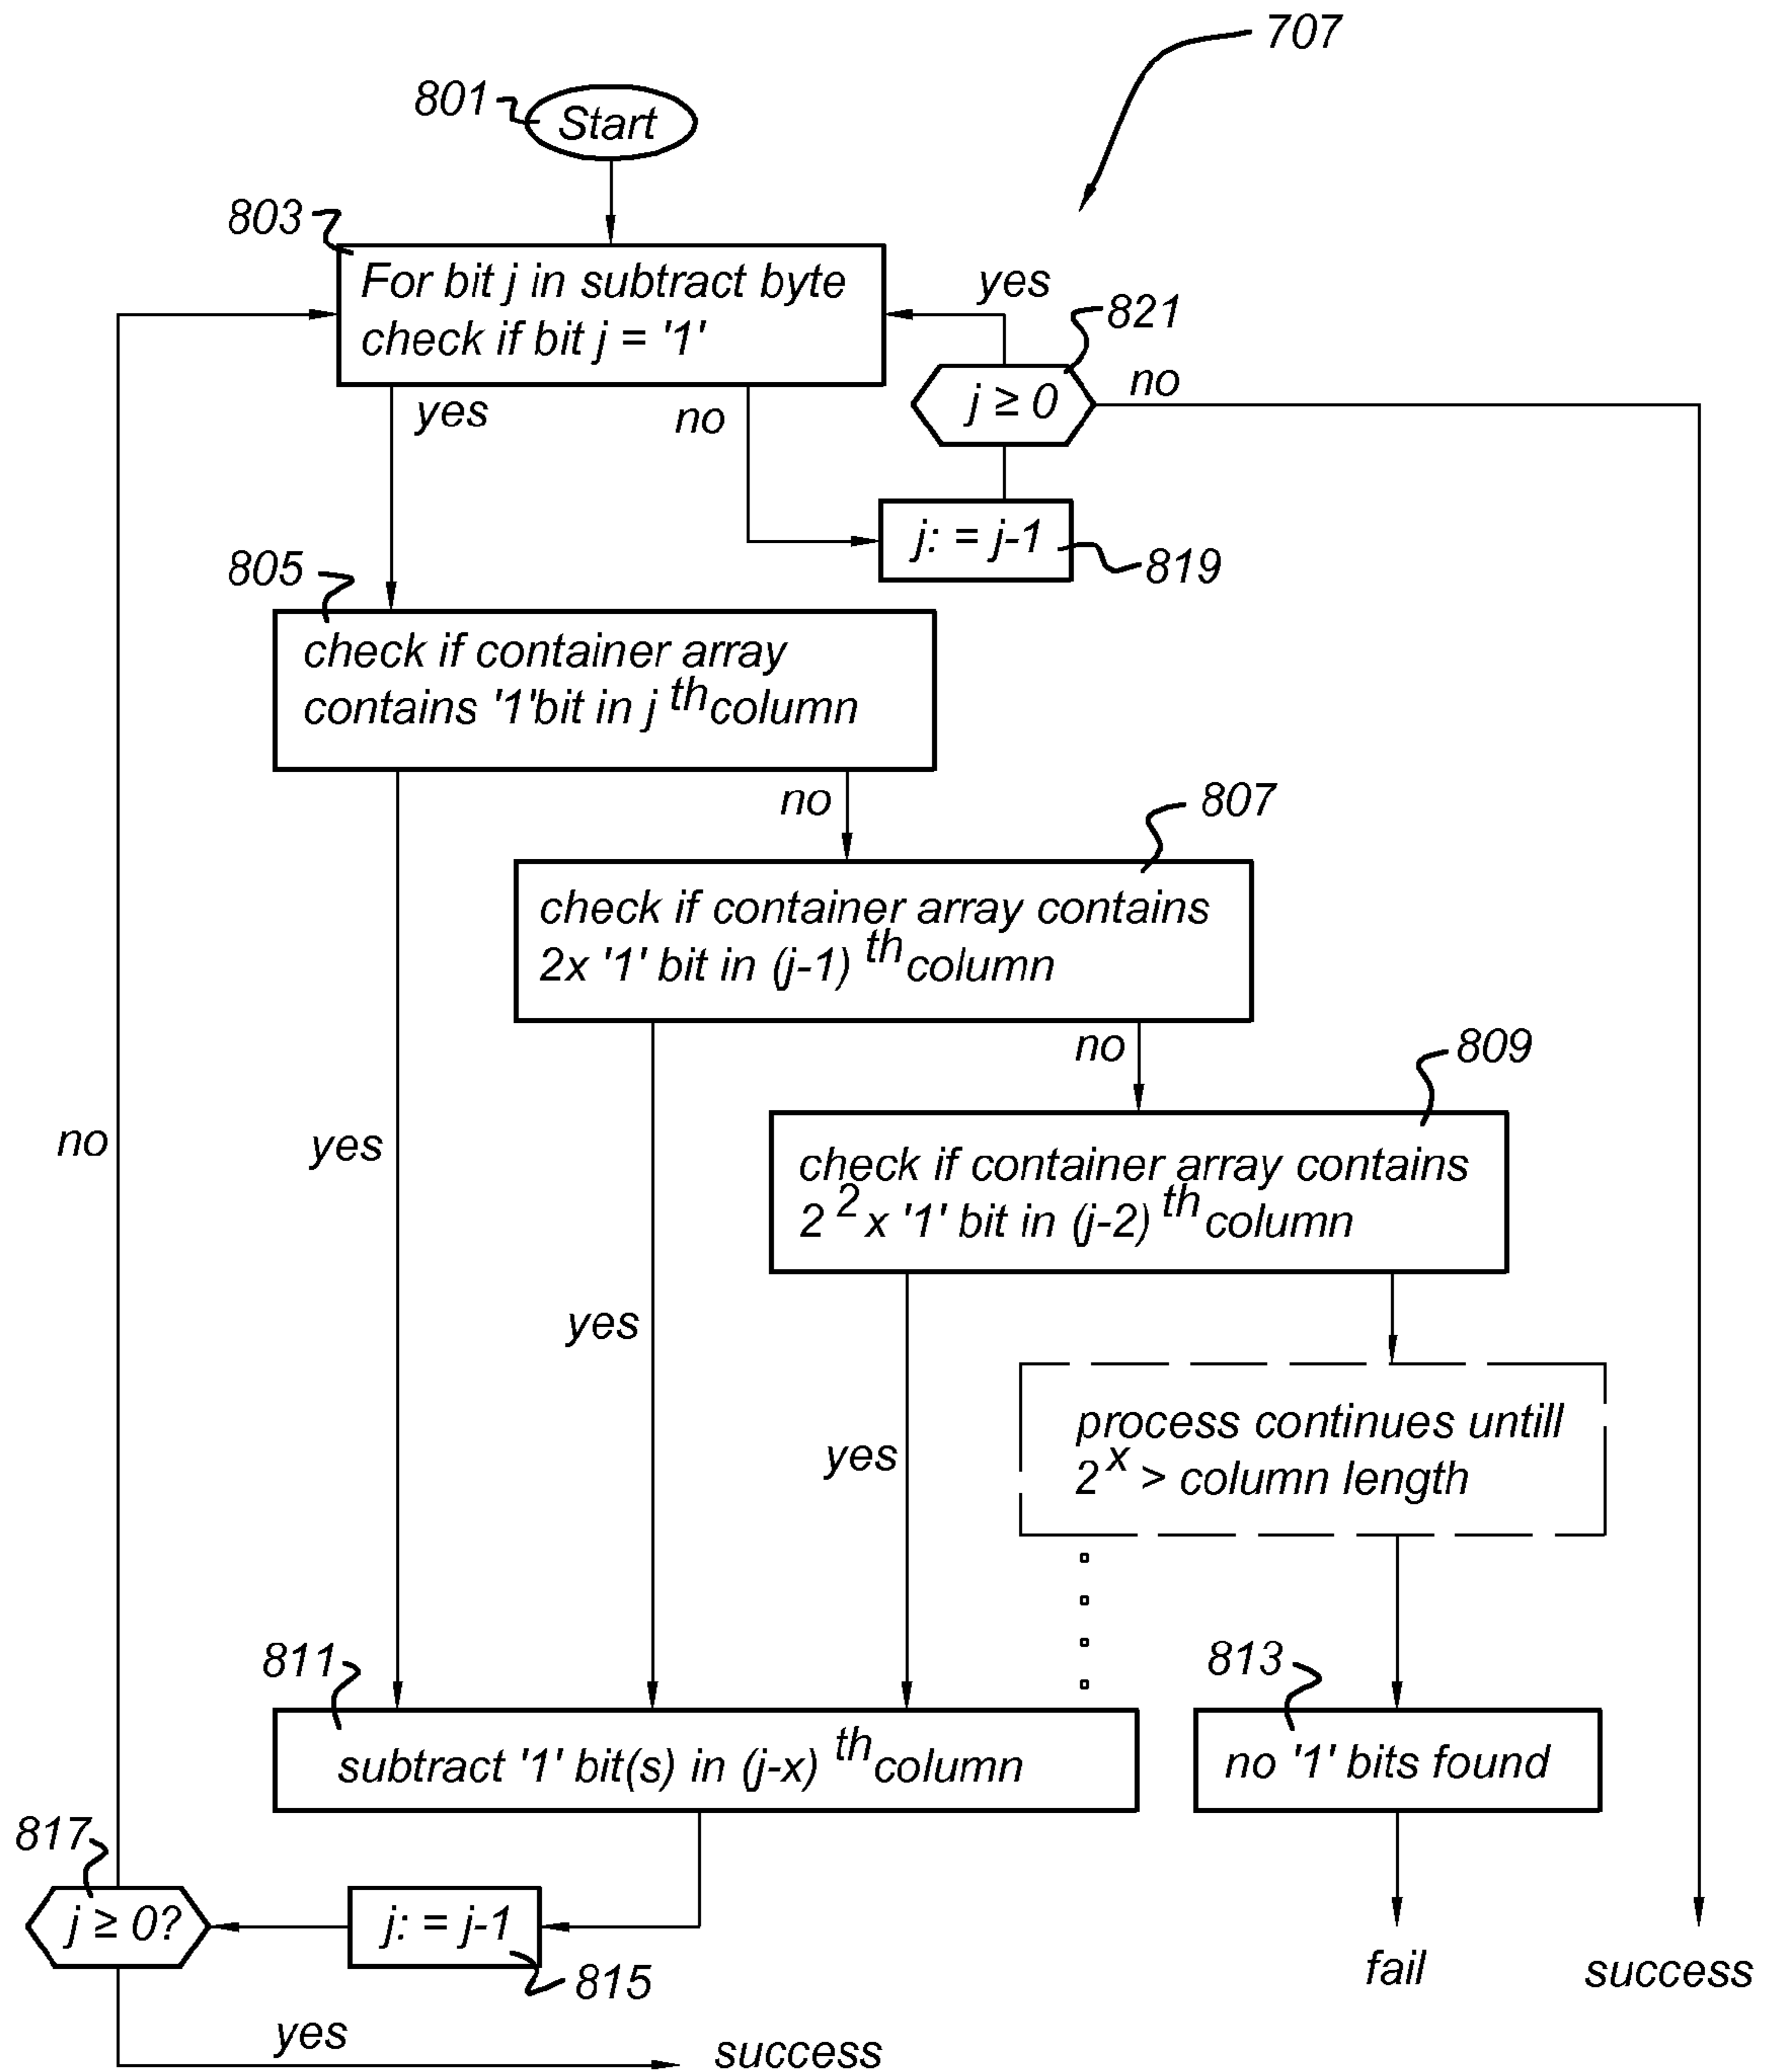 707
801
Start
803
For bit j in subtract byte
check if bit j = '1'
yes
821
j ≥ 0
no
yes
no
j: = j-1
819
805
check if container array
contains '1'bit in j th column
no
807
check if container array contains
2x '1' bit in (j-1) th column
no
809
check if container array contains
2 2 x '1' bit in (j-2) th column
no
yes
yes
yes
process continues untill
2 x > column length
811
813
subtract '1' bit(s) in (j-x) th column
no '1' bits found
817
j ≥ 0?
j: = j-1
815
fail
success
yes
success